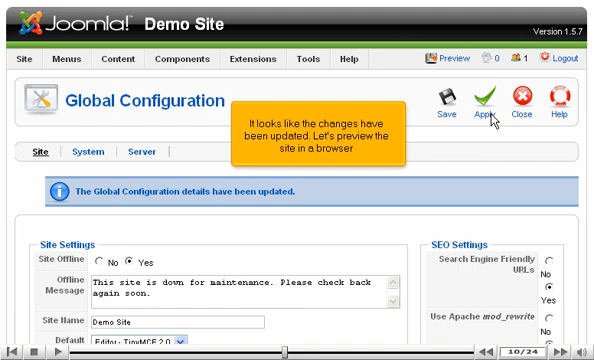 Joomla! Demo Site
Version 1.5.7
Site Menus Content Components Extensions Tools Help Preview 0 1 Logout
Global Configuration
Save Apply Close Help
It looks like the changes have
been updated. Let's preview the
site in a browser
Site System Server
The Global Configuration details have been updated.
Site Settings
Site Offline No Yes
Offline
Message
This site is down for maintenance. Please check back
again soon.
Site Name Demo Site
Default Editor - TinyMCE 2.0
SEO Settings
Search Engine Friendly
URLs
No
Yes
Use Apache mod_rewrite
No
10/24